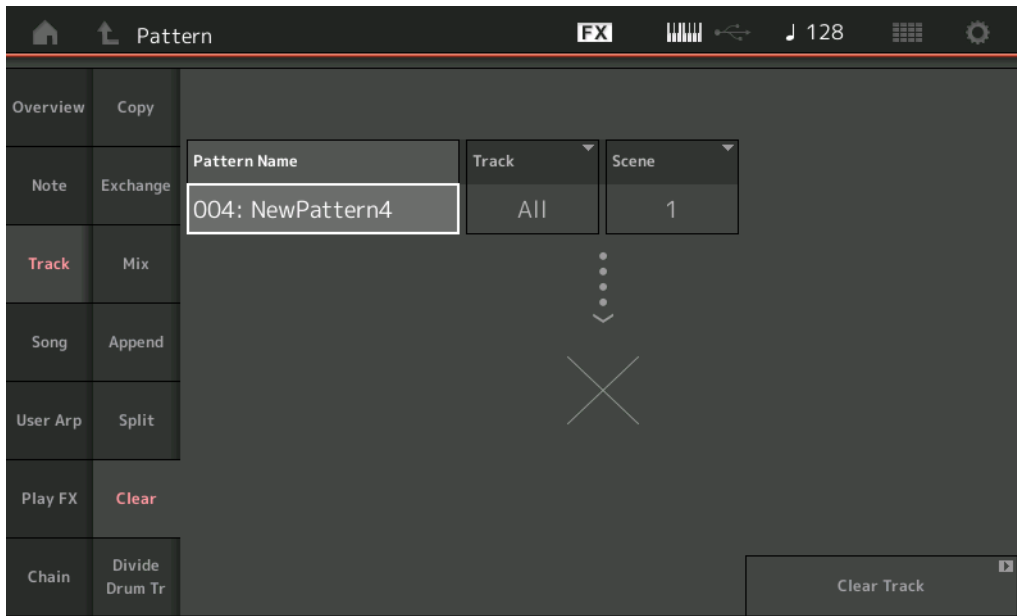 Pattern
FX
128
Overview
Copy
Pattern Name
Track
Scene
Note
Exchange
004: NewPattern4
All
1
Track
Mix
Song
Append
User Arp
Split
Play FX
Clear
Chain
Divide
Drum Tr
Clear Track